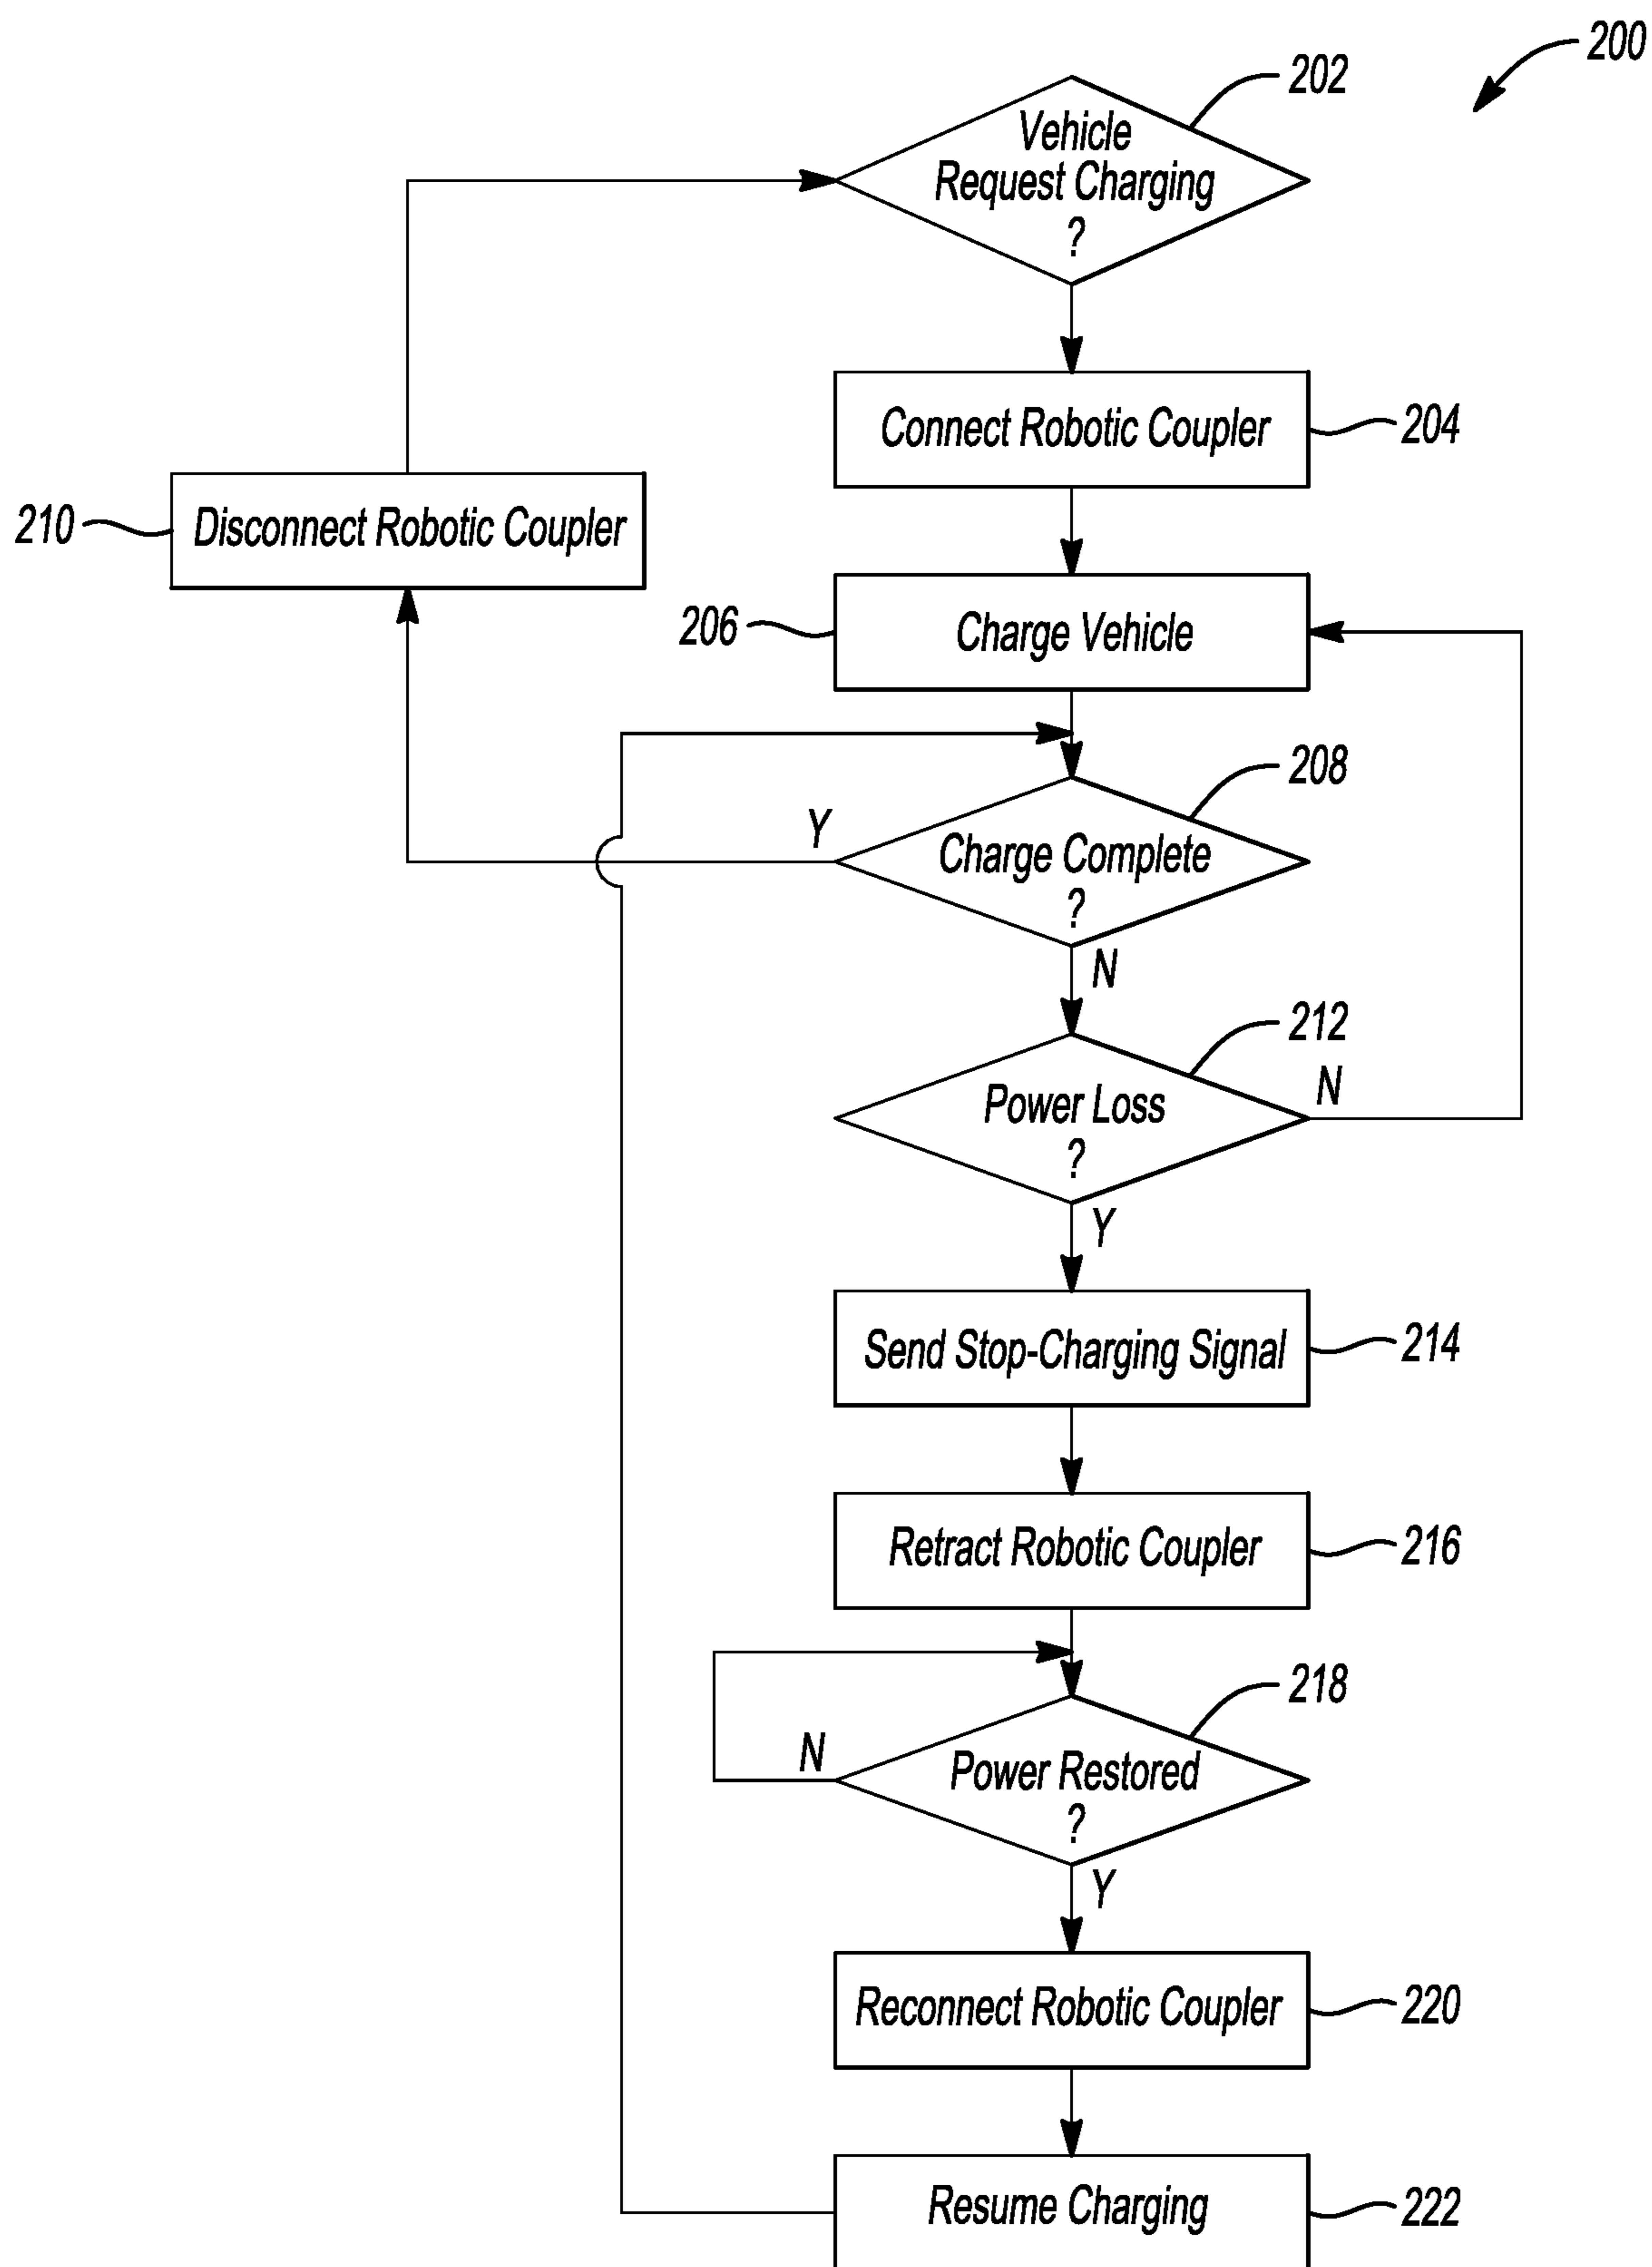 200
202
Vehicle
Request Charging
?
Connect Robotic Coupler
204
210
Disconnect Robotic Coupler
206
Charge Vehicle
208
Y
Charge Complete
?
N
212
Power Loss
?
N
Y
Send Stop-Charging Signal
214
Retract Robotic Coupler
216
218
N
Power Restored
?
Y
Reconnect Robotic Coupler
220
Resume Charging
222